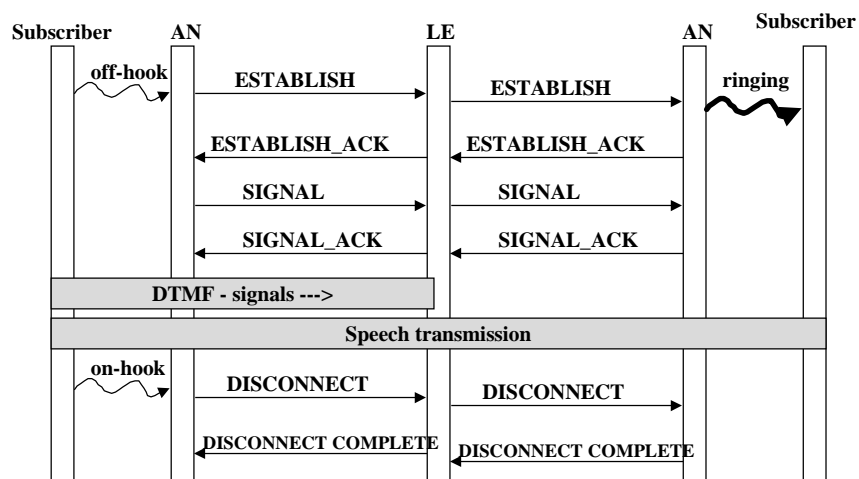 Subscriber AN LE AN Subscriber
off-hook ESTABLISH ESTABLISH ringing
ESTABLISH_ACK ESTABLISH_ACK
SIGNAL SIGNAL
SIGNAL_ACK SIGNAL_ACK
DTMF - signals --->
Speech transmission
on-hook DISCONNECT DISCONNECT
DISCONNECT COMPLETE DISCONNECT COMPLETE